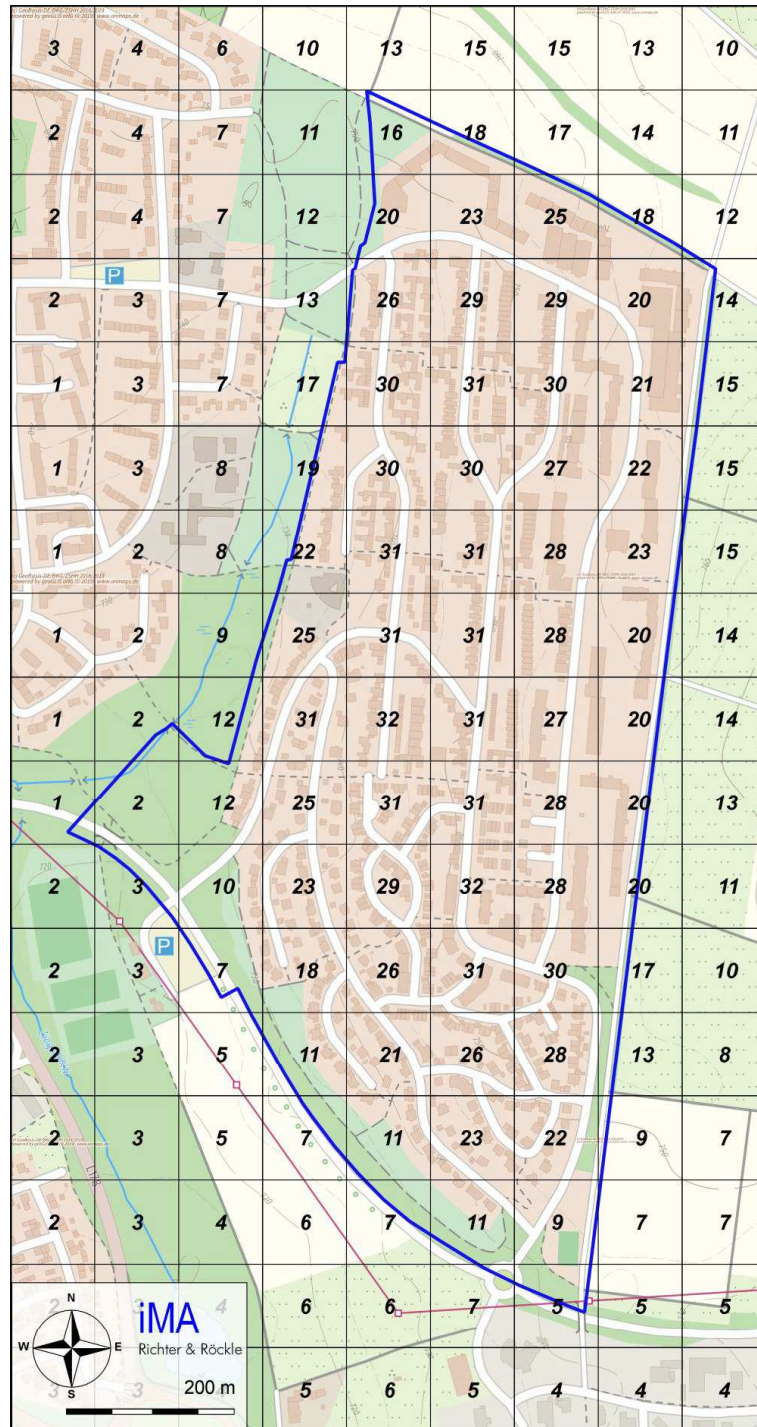 3 4 6 10 13 15 15 13 10
2 4 7 11 16 18 17 14 11
2 4 7 12 20 23 25 18 12
P
2 3 7 13 26 29 29 20 14
1 3 7 17 30 31 30 21 15
1 3 8 19 30 30 27 22 15
1 2 8 22 31 31 28 23 15
1 2 9 25 31 31 28 20 14
1 2 12 31 32 31 27 20 14
1 2 12 25 31 31 28 20 13
2 3 10 23 29 32 28 20 11
2 3 7 18 26 31 30 17 10
P
2 3 5 11 21 26 28 13 8
2 3 5 7 11 23 22 9 7
L178
2 3 4 6 7 11 9 7 7
2 3 4 6 6 7 5 5 5
N
W E
S
iMA
Richter & Röckle
200 m
3 3 4 5 6 5 4 4 4